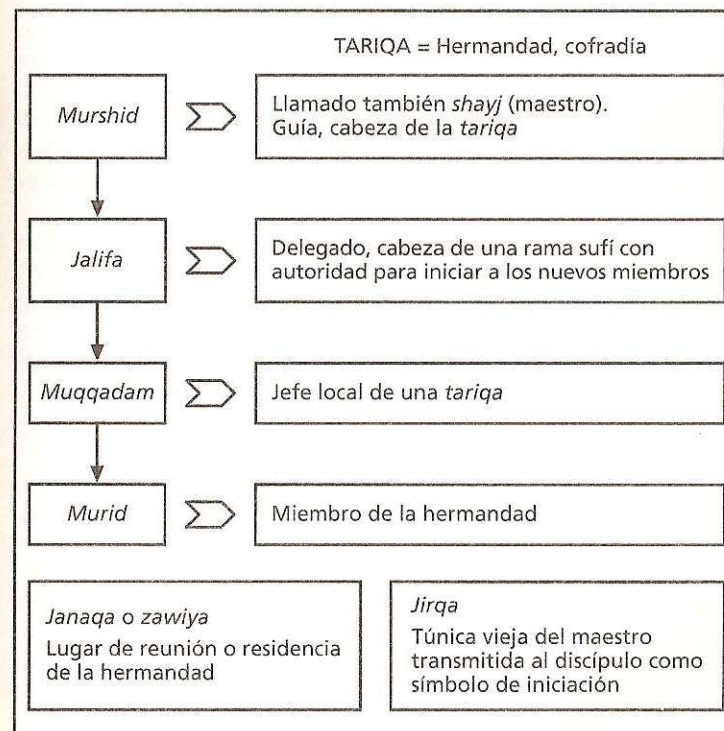 TARIQA = Hermandad, cofradía
Murshid
Llamado también shayj (maestro).
Guía, cabeza de la tariqa
Jalifa
Delegado, cabeza de una rama sufí con
autoridad para iniciar a los nuevos miembros
Muqqadam
Jefe local de una tariqa
Murid
Miembro de la hermandad
Janaqa o zawiya
Lugar de reunión o residencia
de la hermandad
Jirqa
Túnica vieja del maestro
transmitida al discípulo como
símbolo de iniciación